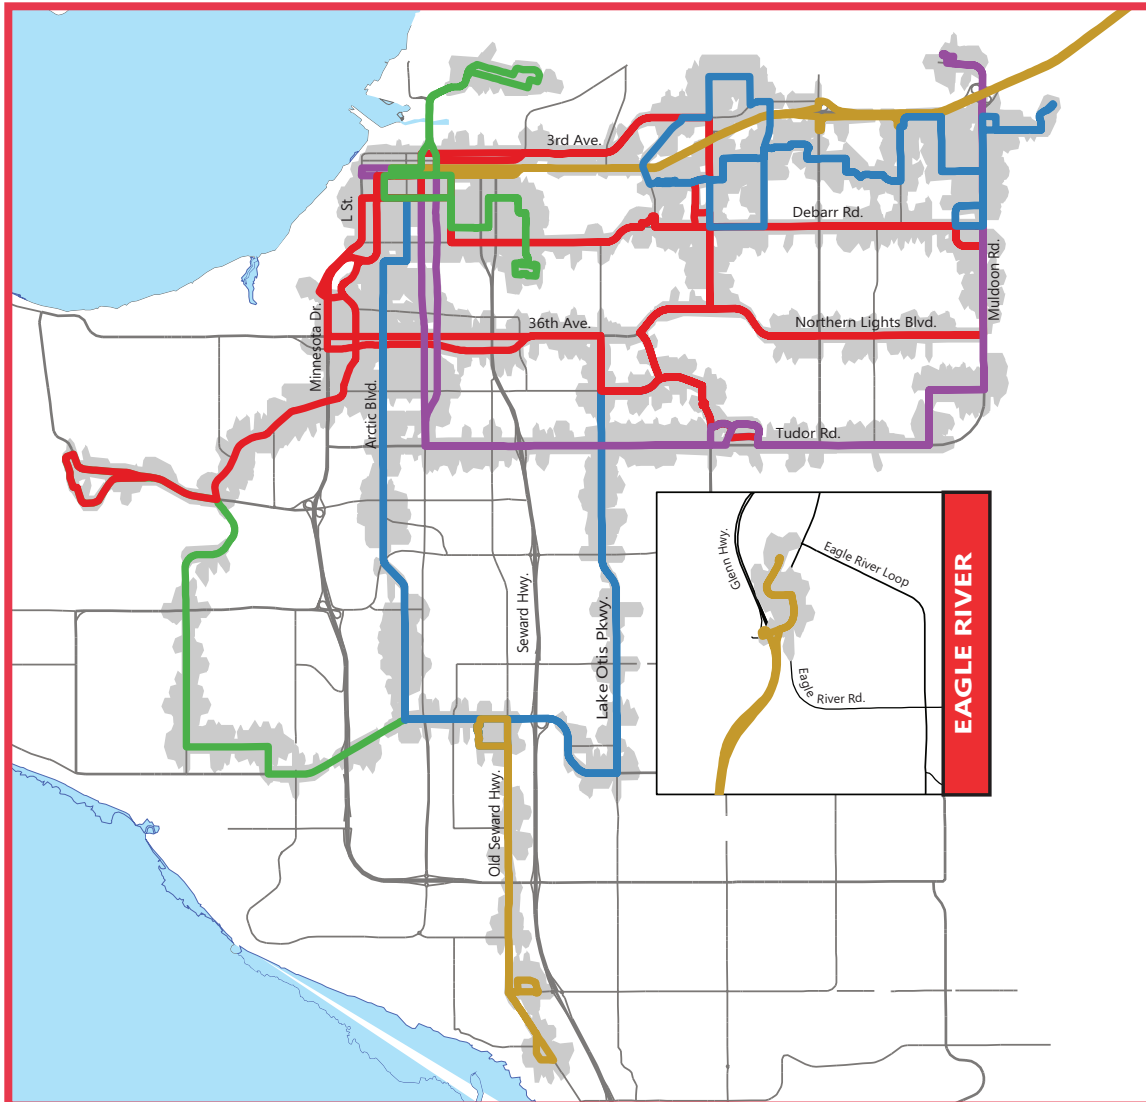 3rd Ave.
L St.
Debarr Rd.
Muldoon Rd.
Minnesota Dr.
36th Ave.
Northern Lights Blvd.
Arctic Blvd.
Tudor Rd.
Glenn Hwy.
Eagle River Loop
EAGLE RIVER
Seward Hwy.
Lake Otis Pkwy.
Eagle River Rd.
Old Seward Hwy.